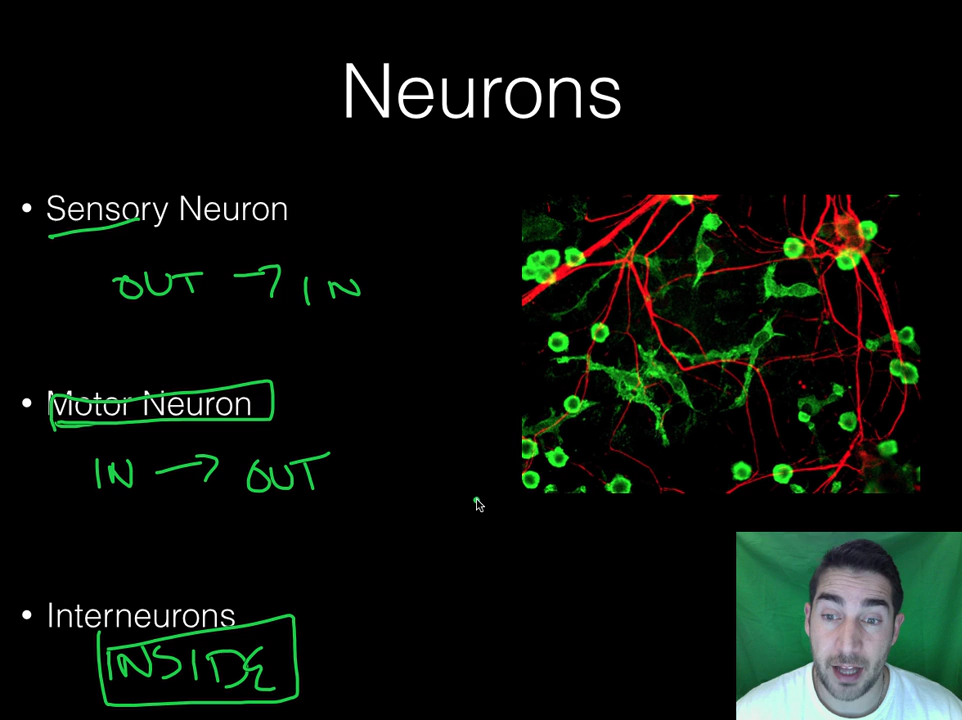 Neurons
• Sensory Neuron
OUT → IN
• Motor Neuron
IN → OUT
• Interneurons
INSIDE